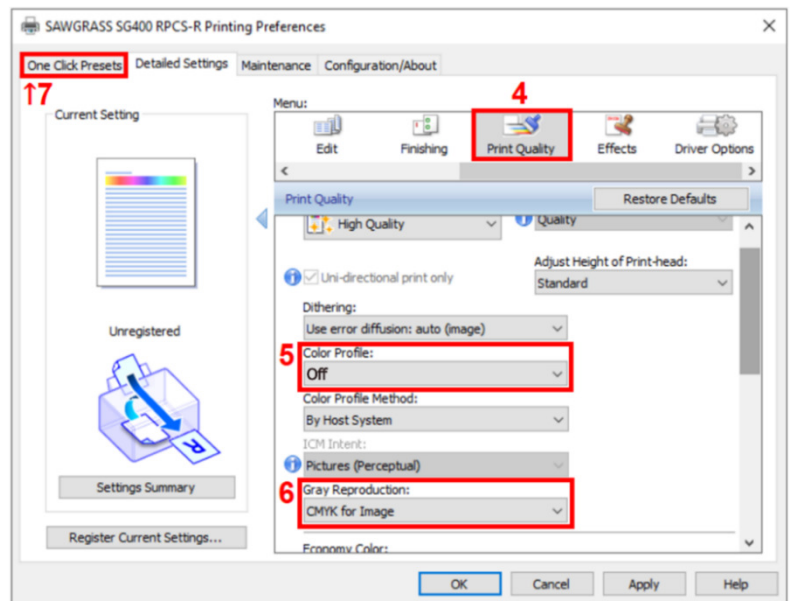 SAWGRASS SG400 RPCS-R Printing Preferences
One Click Presets Detailed Settings Maintenance Configuration/About
↑7
Current Setting
Menu:
4
Edit Finishing Print Quality Effects Driver Options
Print Quality Restore Defaults
High Quality Quality
Uni-directional print only
Adjust Height of Print-head:
Standard
Dithering:
Use error diffusion: auto (image)
Unregistered
5 Color Profile:
Off
Color Profile Method:
By Host System
ICM Intent:
Pictures (Perceptual)
R
Settings Summary
6 Gray Reproduction:
CMYK for Image
Register Current Settings...
Economy Color:
OK Cancel Apply Help